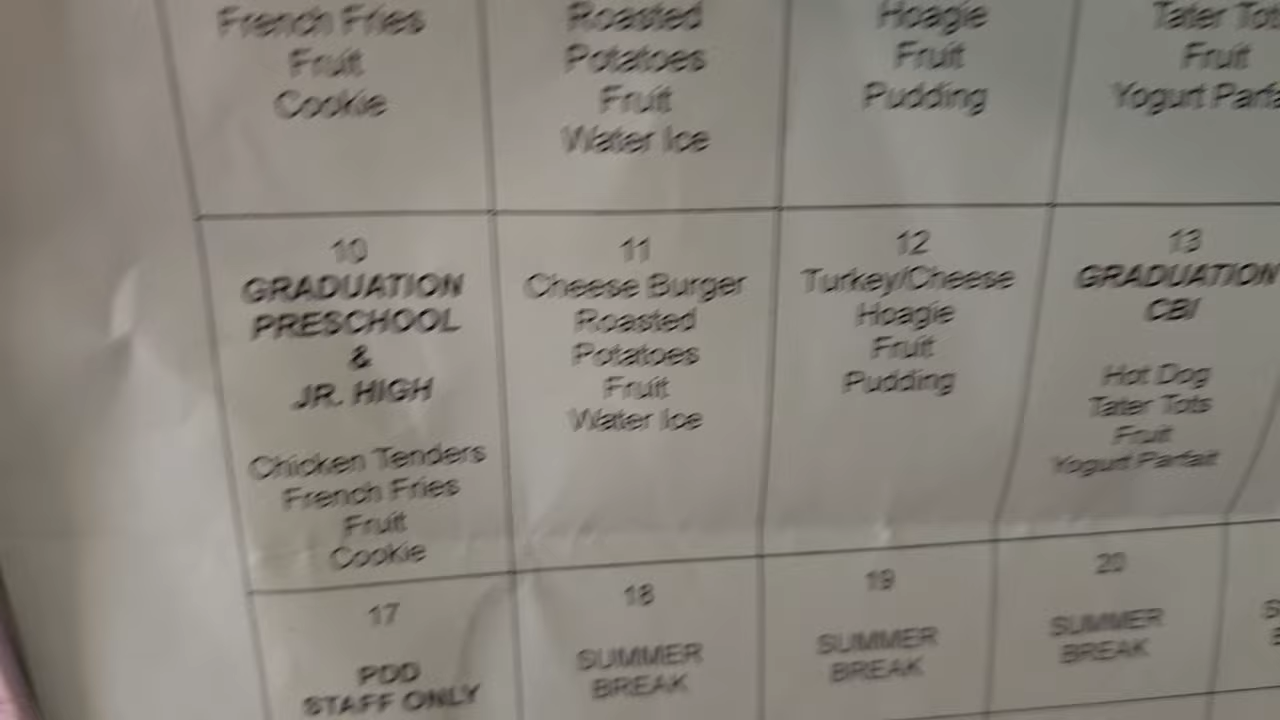 French Fries
Fruit
Cookie
Roasted
Potatoes
Fruit
Water Ice
Hoagie
Fruit
Pudding
Tater Tots
Fruit
Yogurt
10
GRADUATION
PRESCHOOL
&
JR. HIGH
Chicken Tenders
French Fries
Fruit
Cookie
11
Cheese Burger
Roasted
Potatoes
Fruit
Water Ice
12
Turkey/Cheese
Hoagie
Fruit
Pudding
13
GRADUATION
CBI
Hot Dog
Tater Tots
Fruit
Yogurt Parfait
17
PDD
STAFF ONLY
18
SUMMER
BREAK
19
SUMMER
BREAK
20
SUMMER
BREAK